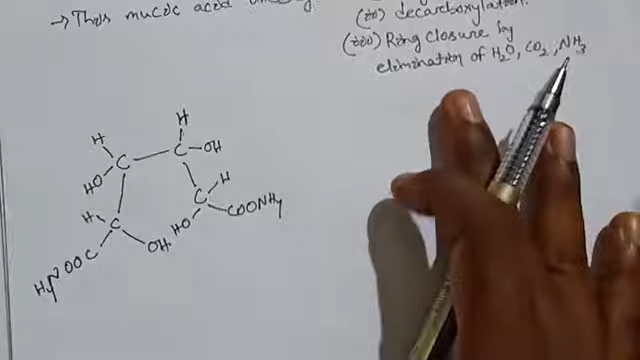 → This mucic acid
(ii) decarboxylation.
(iii) Ring closure by
elimination of H₂O, CO₂, NH₃
H
H
C
C
OH
HO
H
H
C
C
COONH₄
HO
OH
H₄NOOC